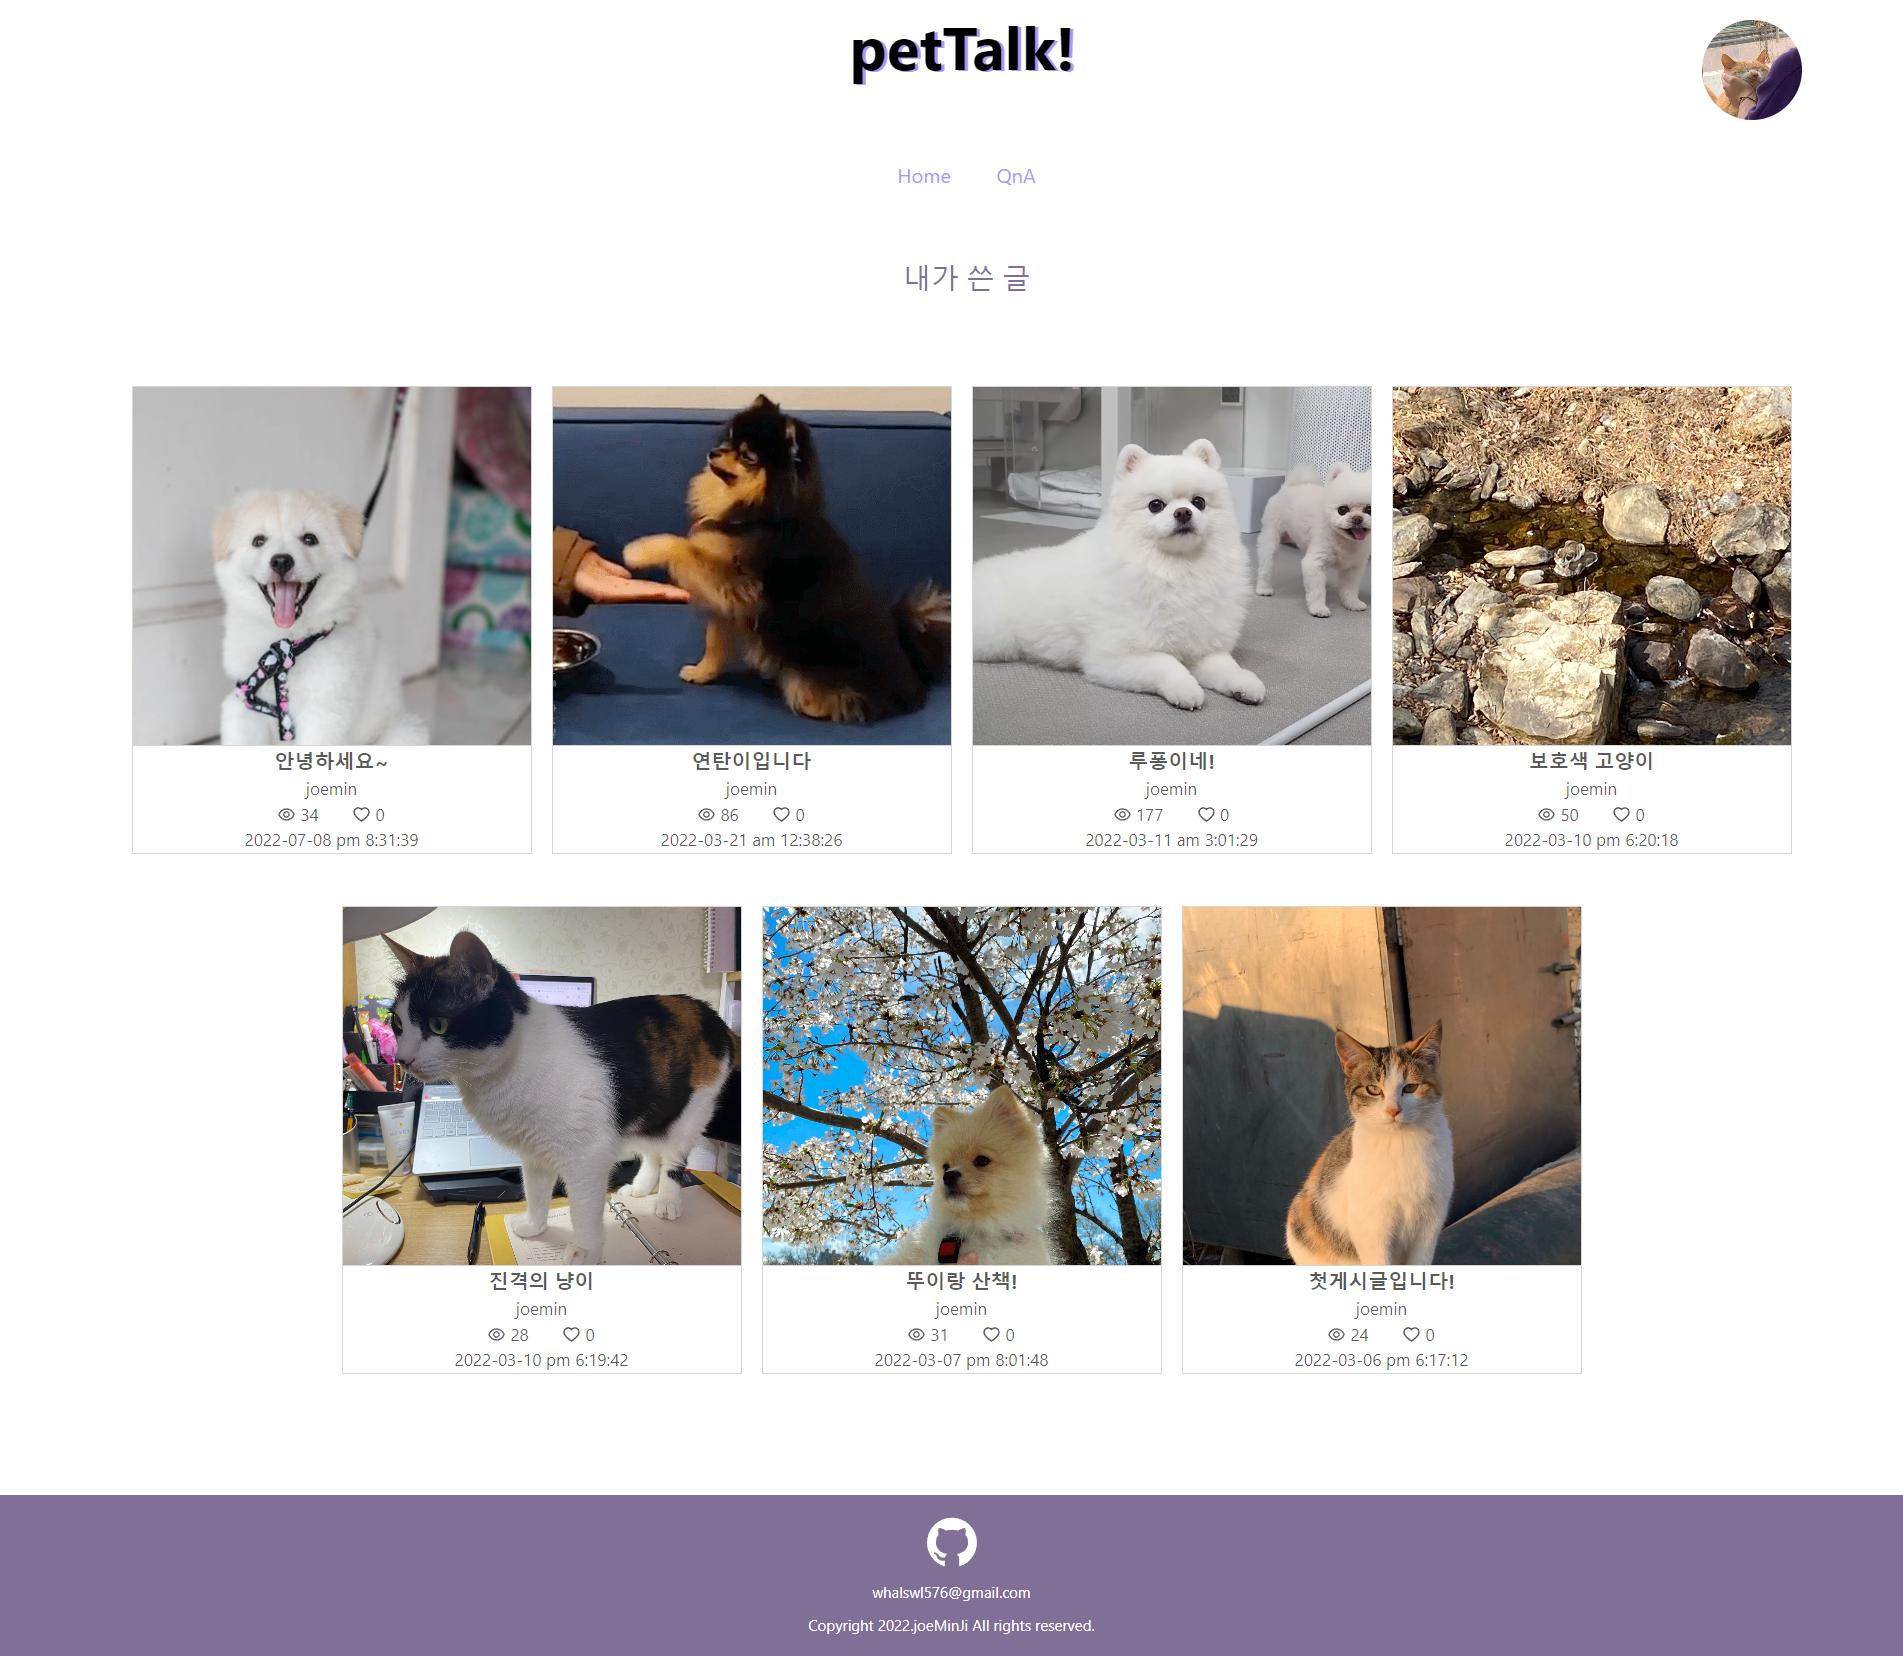 petTalk!
Home QnA
내가 쓴 글
안녕하세요~
joemin
34 0
2022-07-08 pm 8:31:39
연탄이입니다
joemin
86 0
2022-03-21 am 12:38:26
루퐁이네!
joemin
177 0
2022-03-11 am 3:01:29
보호색 고양이
joemin
50 0
2022-03-10 pm 6:20:18
진격의 냥이
joemin
28 0
2022-03-10 pm 6:19:42
뚜이랑 산책!
joemin
31 0
2022-03-07 pm 8:01:48
첫게시글입니다!
joemin
24 0
2022-03-06 pm 6:17:12
whalswl576@gmail.com
Copyright 2022.joeMinJi All rights reserved.